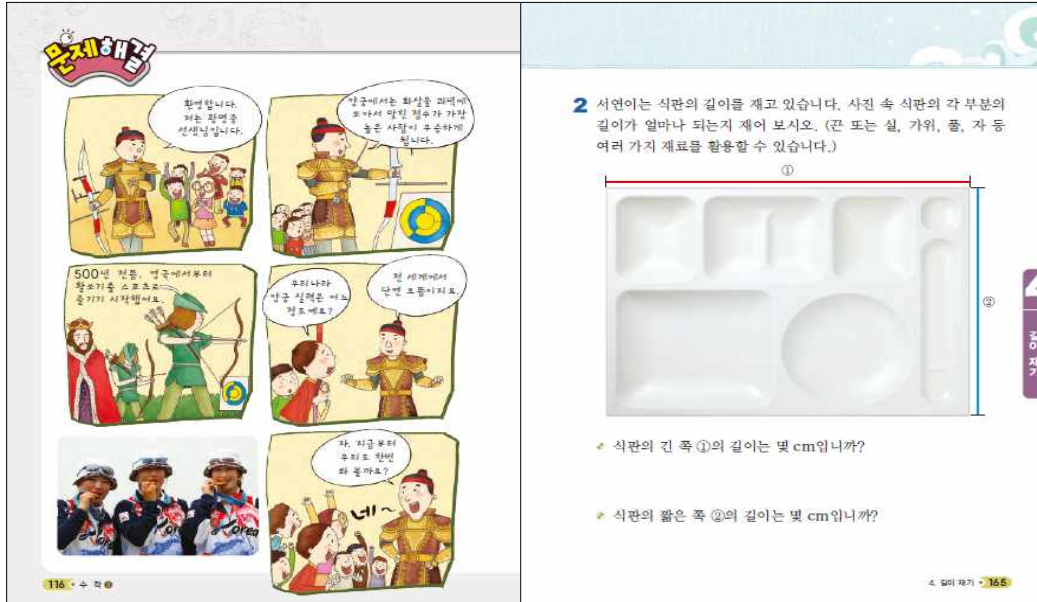 문제해결
환영합니다.
저는 황명중
선생님입니다.
양궁에서는 화살을 과녁에
쏘아서 맞힌 점수가 가장
높은 사람이 우승하게
됩니다.
500년 전쯤, 영국에서부터
활쏘기를 스포츠로
즐기기 시작했어요.
우리나라
양궁 실력은 어느
정도예요?
전 세계에서
단연 으뜸이지요.
자, 지금부터
우리도 한번
쏴 볼까요?
네~
Korea
116 수 학
2 서연이는 식판의 길이를 재고 있습니다. 사진 속 식판의 각 부분의
길이가 얼마나 되는지 재어 보시오. (끈 또는 실, 가위, 풀, 자 등
여러 가지 재료를 활용할 수 있습니다.)
①
②
4
길이 재기
식판의 긴 쪽 ①의 길이는 몇 cm입니까?
식판의 짧은 쪽 ②의 길이는 몇 cm입니까?
4. 길이 재기 • 165